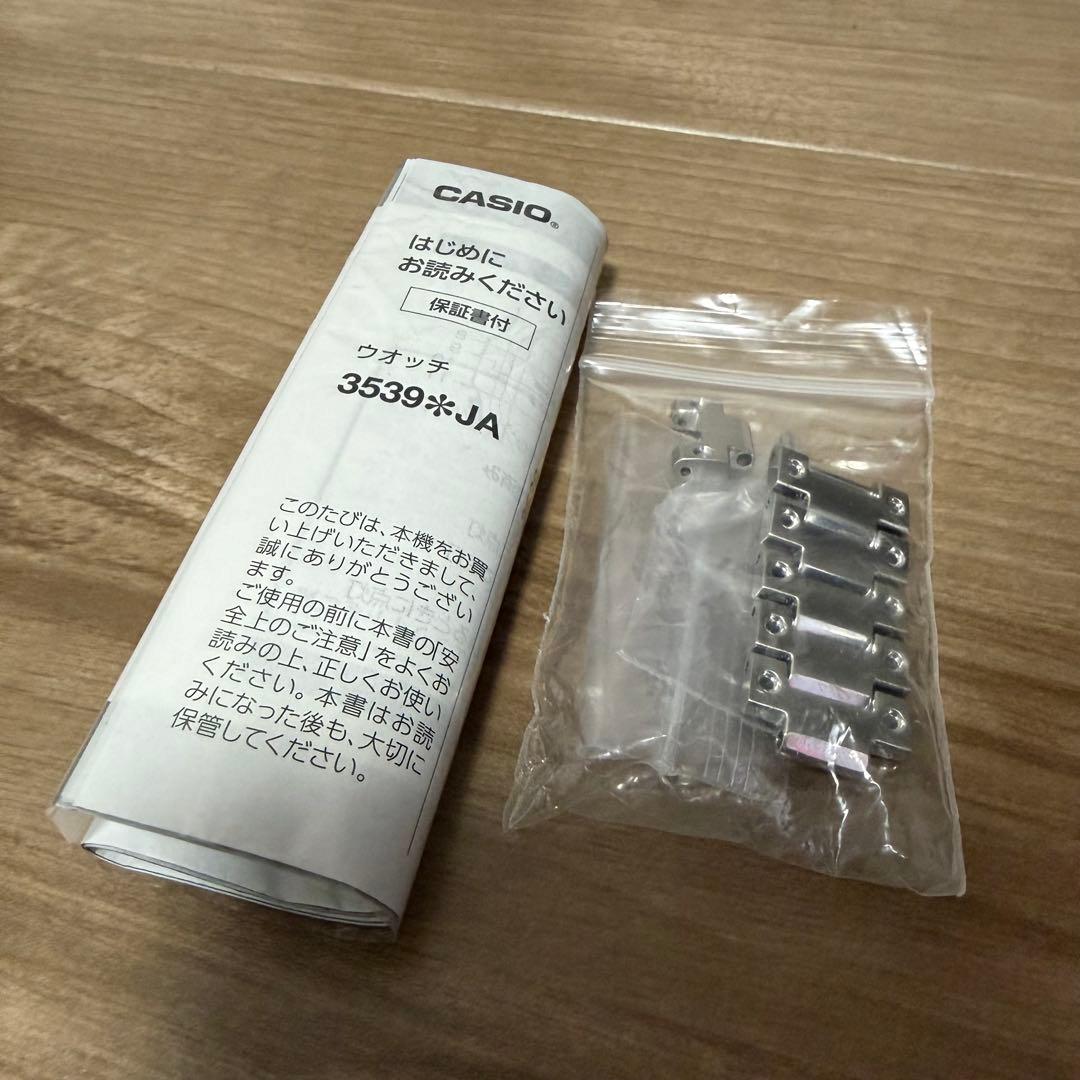 CASIO®
はじめに
お読みください
保証書付
ウオッチ
3539✻JA
このたびは、本機をお買
い上げいただきまして、
誠にありがとうござい
ます。
ご使用の前に本書の「安
全上のご注意」をよくお
読みの上、正しくお使い
ください。本書はお読
みになった後も、大切に
保管してください。